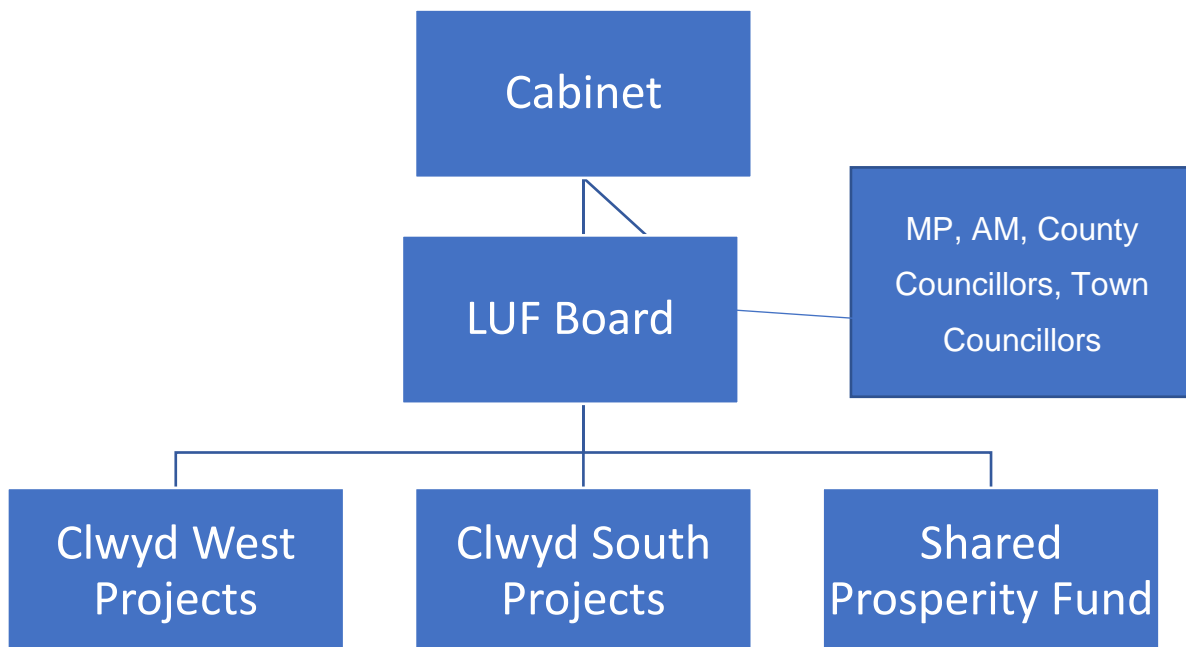 Cabinet
MP, AM, County
Councillors, Town
Councillors
LUF Board
Clwyd West
Projects
Clwyd South
Projects
Shared
Prosperity Fund